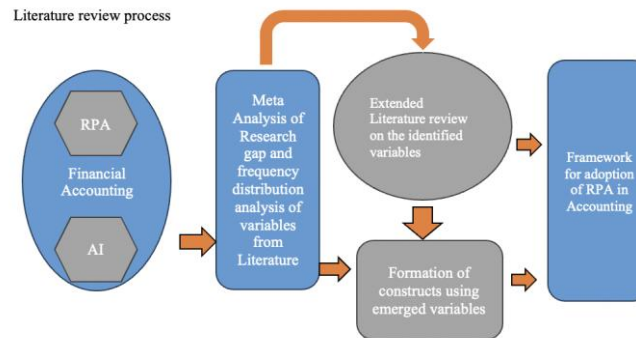 Literature review process
RPA
Financial
Accounting
AI
Meta
Analysis of
Research
gap and
frequency
distribution
analysis of
variables
from
Literature
Extended
Literature review
on the identified
variables
Formation of
constructs using
emerged variables
Framework
for adoption
of RPA in
Accounting